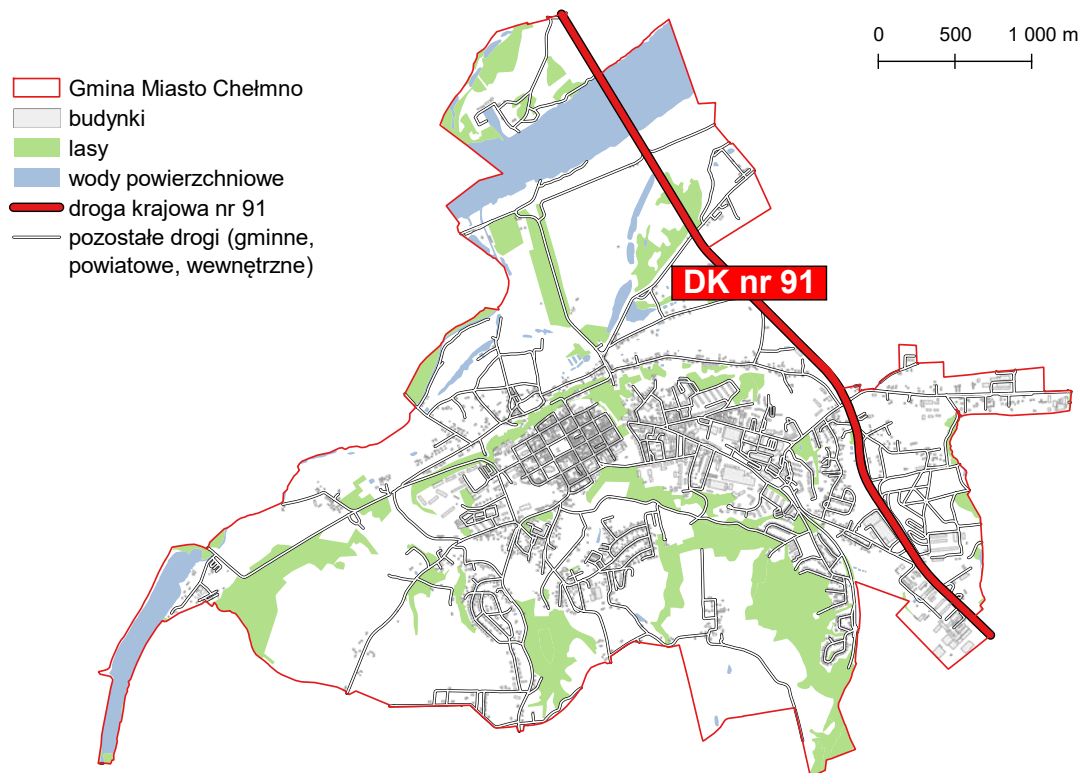 0 500 1 000 m
Gmina Miasto Chełmno
budynki
lasy
wody powierzchniowe
droga krajowa nr 91
pozostałe drogi (gminne,
powiatowe, wewnętrzne)
DK nr 91